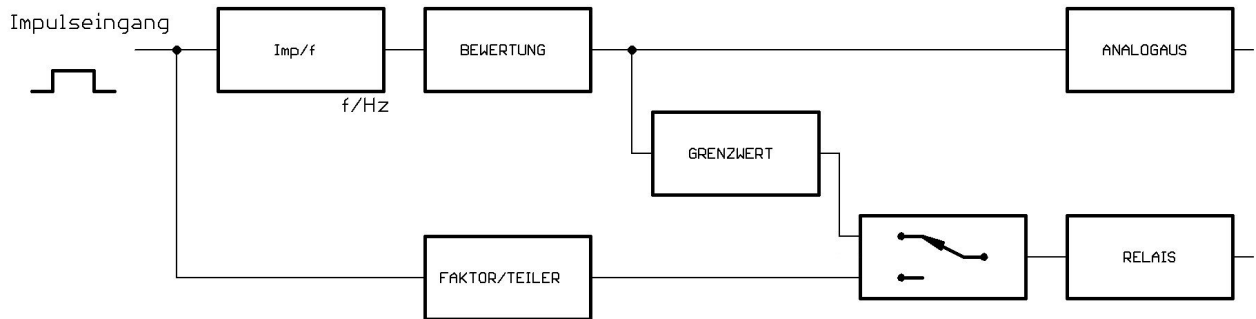 Impulseingang
Imp/f
BEWERTUNG
ANALOGAUS
f/Hz
GRENZWERT
FAKTOR/TEILER
RELAIS